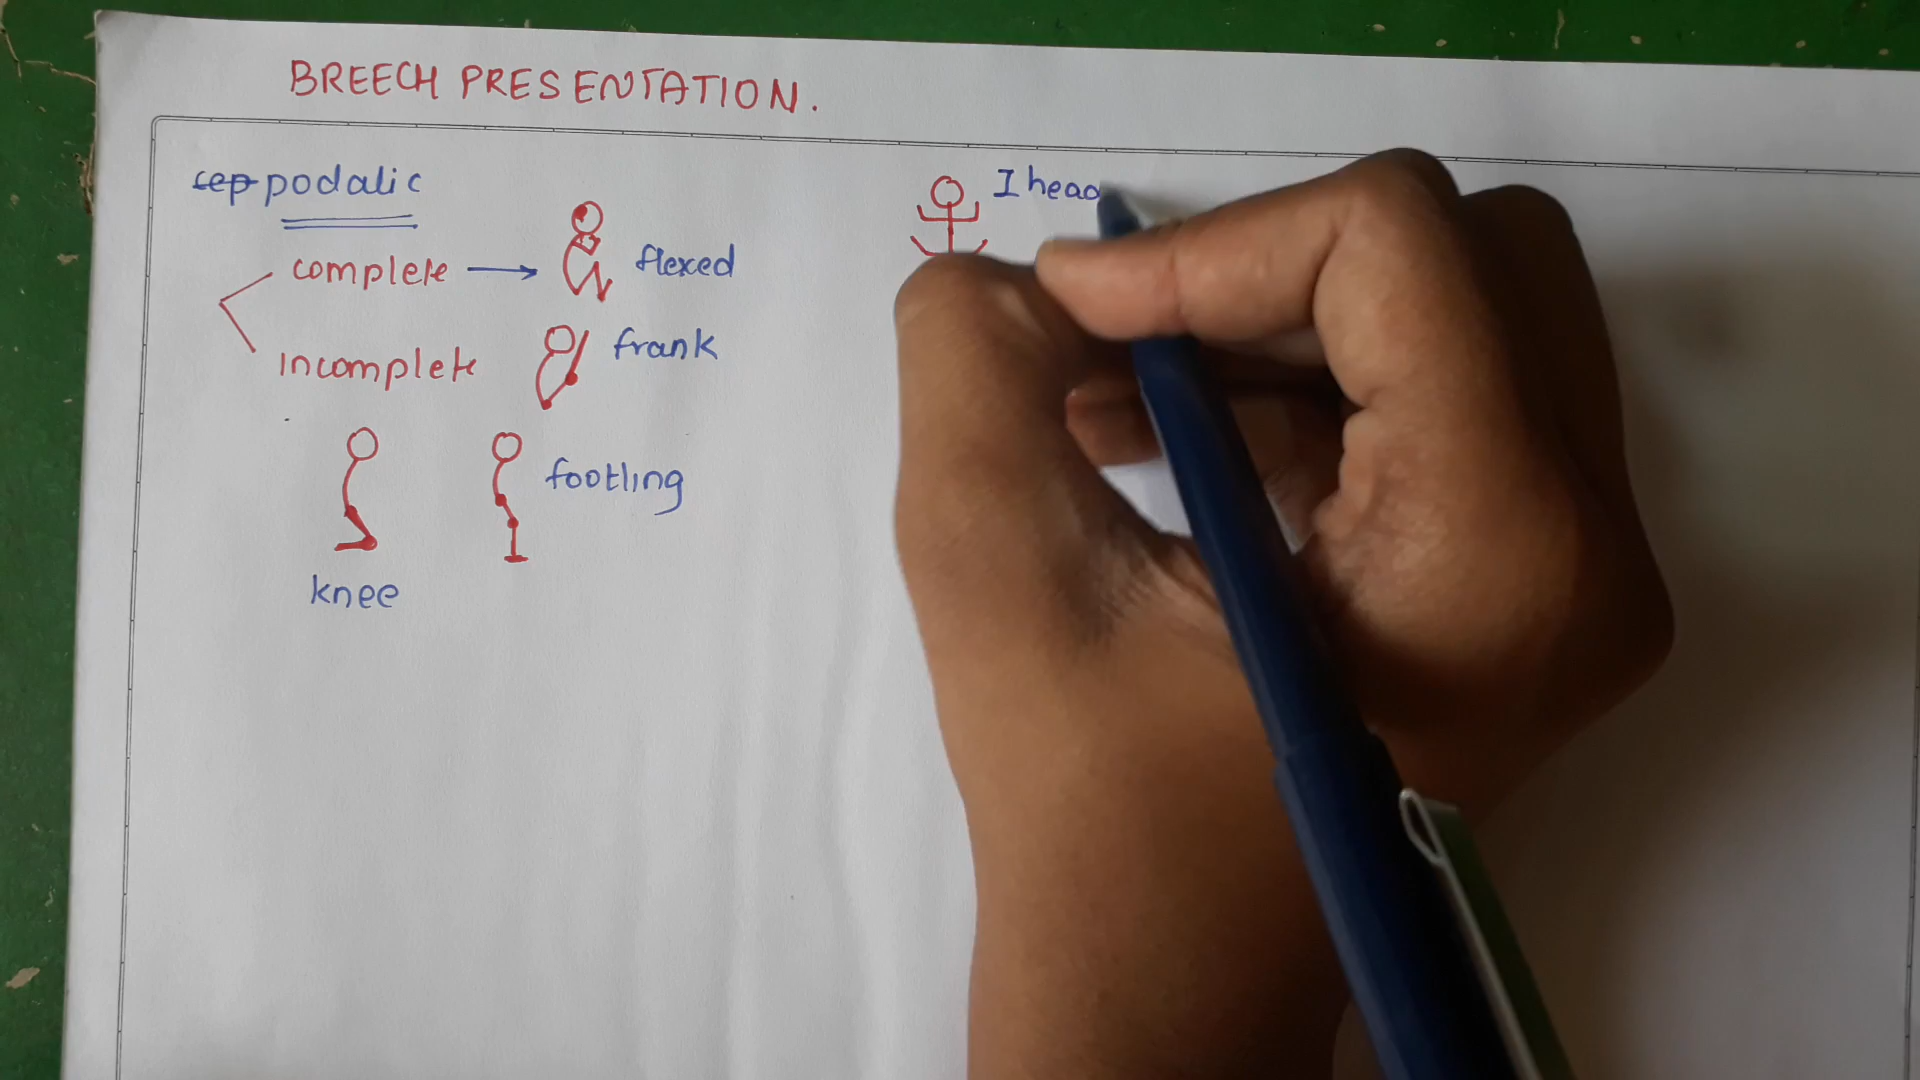 BREECH PRESENTATION.
cep podalic
complete → flexed
incomplete frank
footling
knee
I head